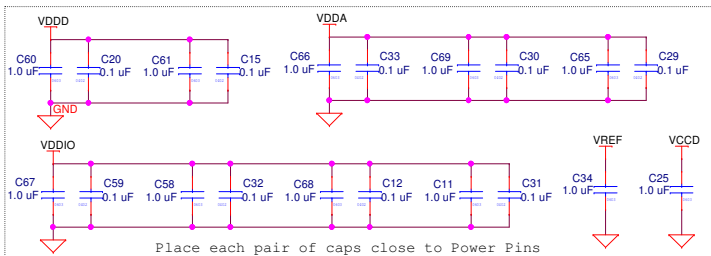 VDDD
C60
1.0 uF
C20
0.1 uF
C61
1.0 uF
C15
0.1 uF
GND
VDDA
C66
1.0 uF
C33
0.1 uF
C69
1.0 uF
C30
0.1 uF
C65
1.0 uF
C29
0.1 uF
VDDIO
C67
1.0 uF
C59
0.1 uF
C58
1.0 uF
C32
0.1 uF
C68
1.0 uF
C12
0.1 uF
C11
1.0 uF
C31
0.1 uF
VREF
C34
1.0 uF
VCCD
C25
1.0 uF
Place each pair of caps close to Power Pins